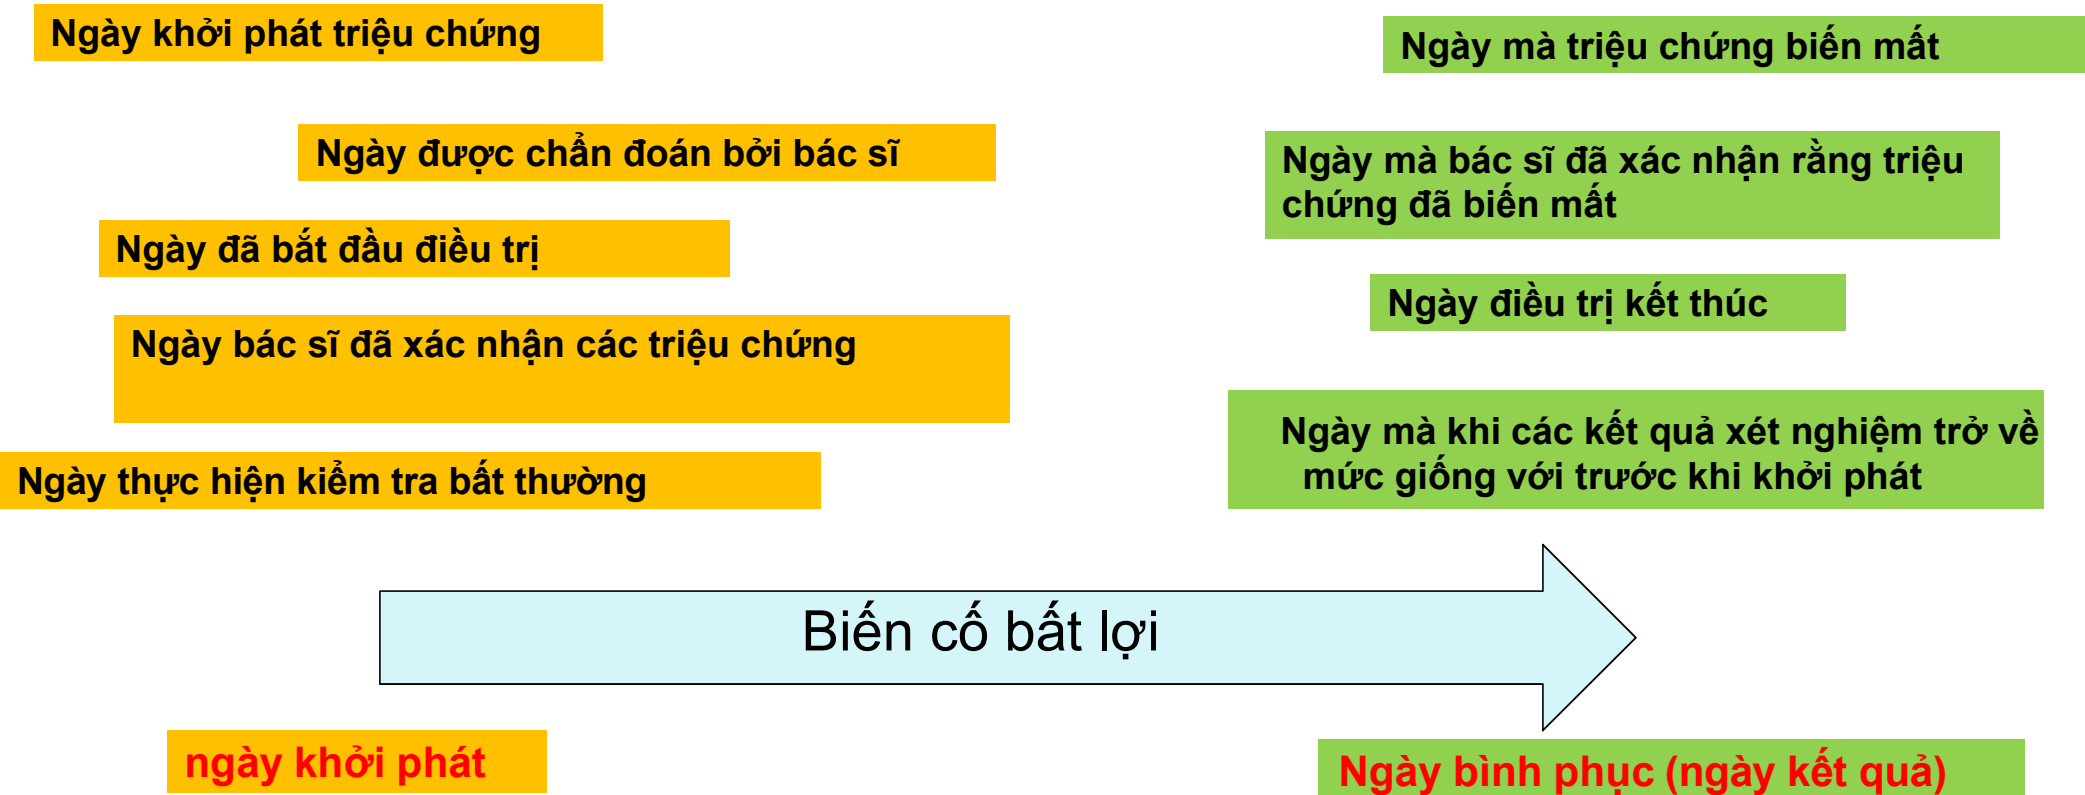 Ngày khởi phát triệu chứng
Ngày được chẩn đoán bởi bác sĩ
Ngày đã bắt đầu điều trị
Ngày bác sĩ đã xác nhận các triệu chứng
Ngày thực hiện kiểm tra bất thường
Ngày mà triệu chứng biến mất
Ngày mà bác sĩ đã xác nhận rằng triệu
chứng đã biến mất
Ngày điều trị kết thúc
Ngày mà khi các kết quả xét nghiệm trở về
mức giống với trước khi khởi phát
Biến cố bất lợi
ngày khởi phát
Ngày bình phục (ngày kết quả)